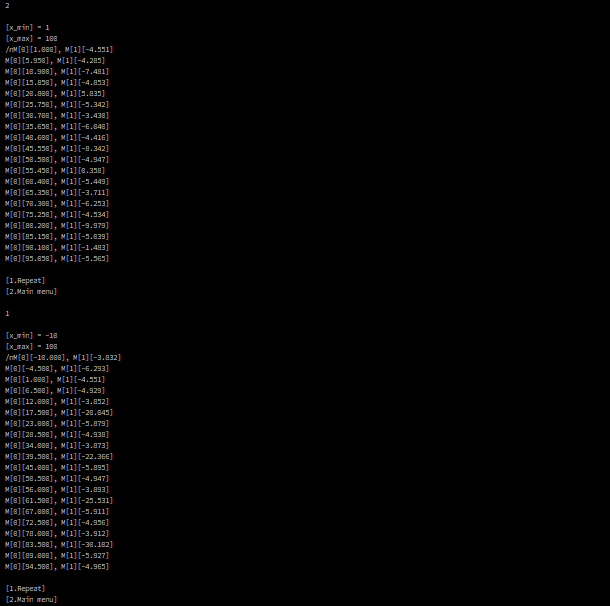 2
[x_min] = 1
[x_max] = 100
/nM[0][1.000], M[1][-4.551]
M[0][5.950], M[1][-4.285]
M[0][10.900], M[1][-7.481]
M[0][15.850], M[1][-4.853]
M[0][20.800], M[1][5.835]
M[0][25.750], M[1][-5.342]
M[0][30.700], M[1][-3.430]
M[0][35.650], M[1][-6.040]
M[0][40.600], M[1][-4.416]
M[0][45.550], M[1][-8.342]
M[0][50.500], M[1][-4.947]
M[0][55.450], M[1][0.358]
M[0][60.400], M[1][-5.449]
M[0][65.350], M[1][-3.711]
M[0][70.300], M[1][-6.253]
M[0][75.250], M[1][-4.534]
M[0][80.200], M[1][-9.979]
M[0][85.150], M[1][-5.039]
M[0][90.100], M[1][-1.483]
M[0][95.050], M[1][-5.565]
[1.Repeat]
[2.Main menu]
1
[x_min] = -10
[x_max] = 100
/nM[0][-10.000], M[1][-3.832]
M[0][-4.500], M[1][-6.293]
M[0][1.000], M[1][-4.551]
M[0][6.500], M[1][-4.929]
M[0][12.000], M[1][-3.852]
M[0][17.500], M[1][-20.045]
M[0][23.000], M[1][-5.879]
M[0][28.500], M[1][-4.938]
M[0][34.000], M[1][-3.873]
M[0][39.500], M[1][-22.366]
M[0][45.000], M[1][-5.895]
M[0][50.500], M[1][-4.947]
M[0][56.000], M[1][-3.893]
M[0][61.500], M[1][-25.531]
M[0][67.000], M[1][-5.911]
M[0][72.500], M[1][-4.956]
M[0][78.000], M[1][-3.912]
M[0][83.500], M[1][-30.102]
M[0][89.000], M[1][-5.927]
M[0][94.500], M[1][-4.965]
[1.Repeat]
[2.Main menu]